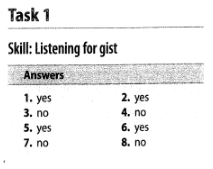 Task 1
Skill: Listening for gist
Answers
1. yes 2. yes
3. no 4. no
5. yes 6. yes
7. no 8. no